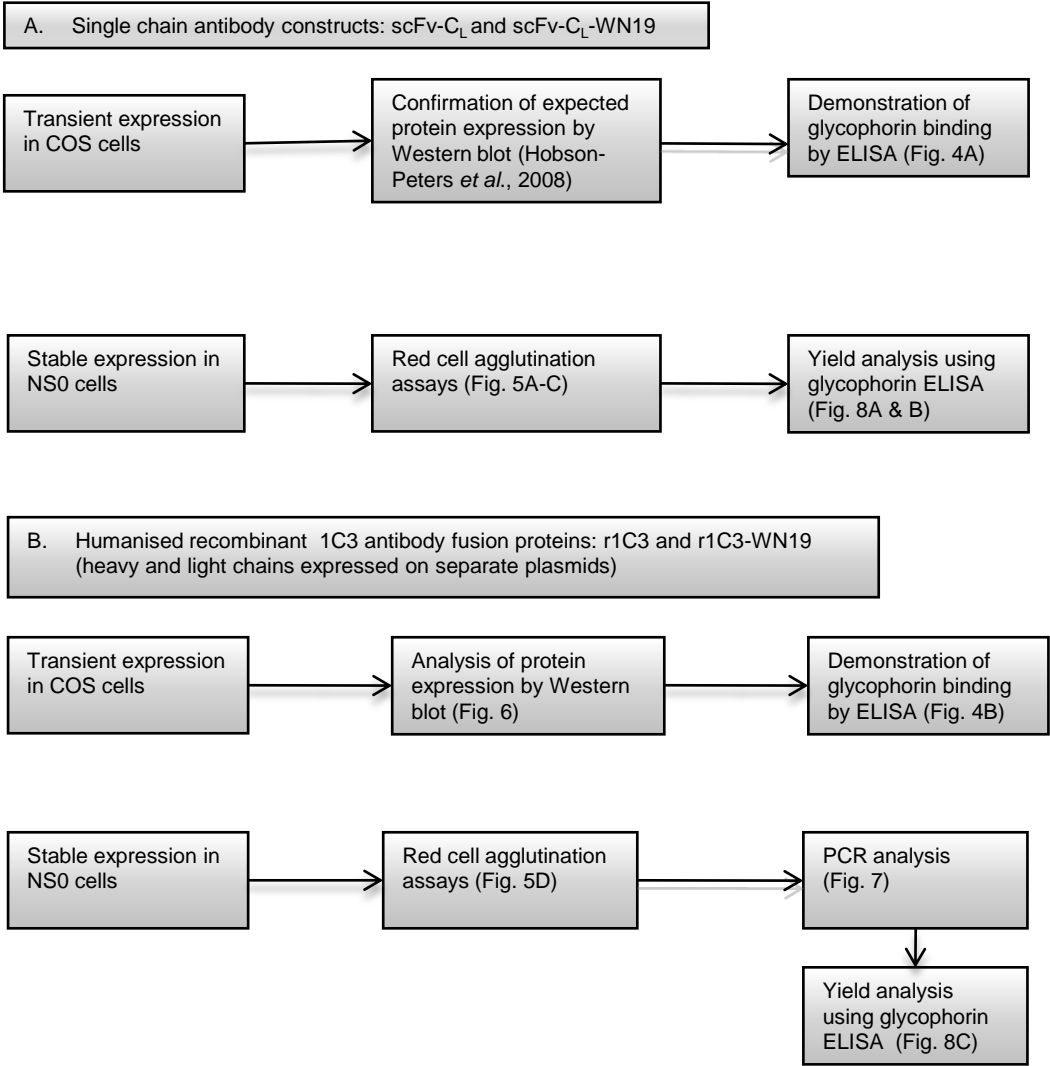 A. Single chain antibody constructs: scFv-CL and scFv-CL-WN19
Transient expression
in COS cells
Confirmation of expected
protein expression by
Western blot (Hobson-
Peters et al., 2008)
Demonstration of
glycophorin binding
by ELISA (Fig. 4A)
Stable expression in
NS0 cells
Red cell agglutination
assays (Fig. 5A-C)
Yield analysis using
glycophorin ELISA
(Fig. 8A & B)
B. Humanised recombinant 1C3 antibody fusion proteins: r1C3 and r1C3-WN19
(heavy and light chains expressed on separate plasmids)
Transient expression
in COS cells
Analysis of protein
expression by Western
blot (Fig. 6)
Demonstration of
glycophorin binding
by ELISA (Fig. 4B)
Stable expression in
NS0 cells
Red cell agglutination
assays (Fig. 5D)
PCR analysis
(Fig. 7)
Yield analysis
using glycophorin
ELISA (Fig. 8C)